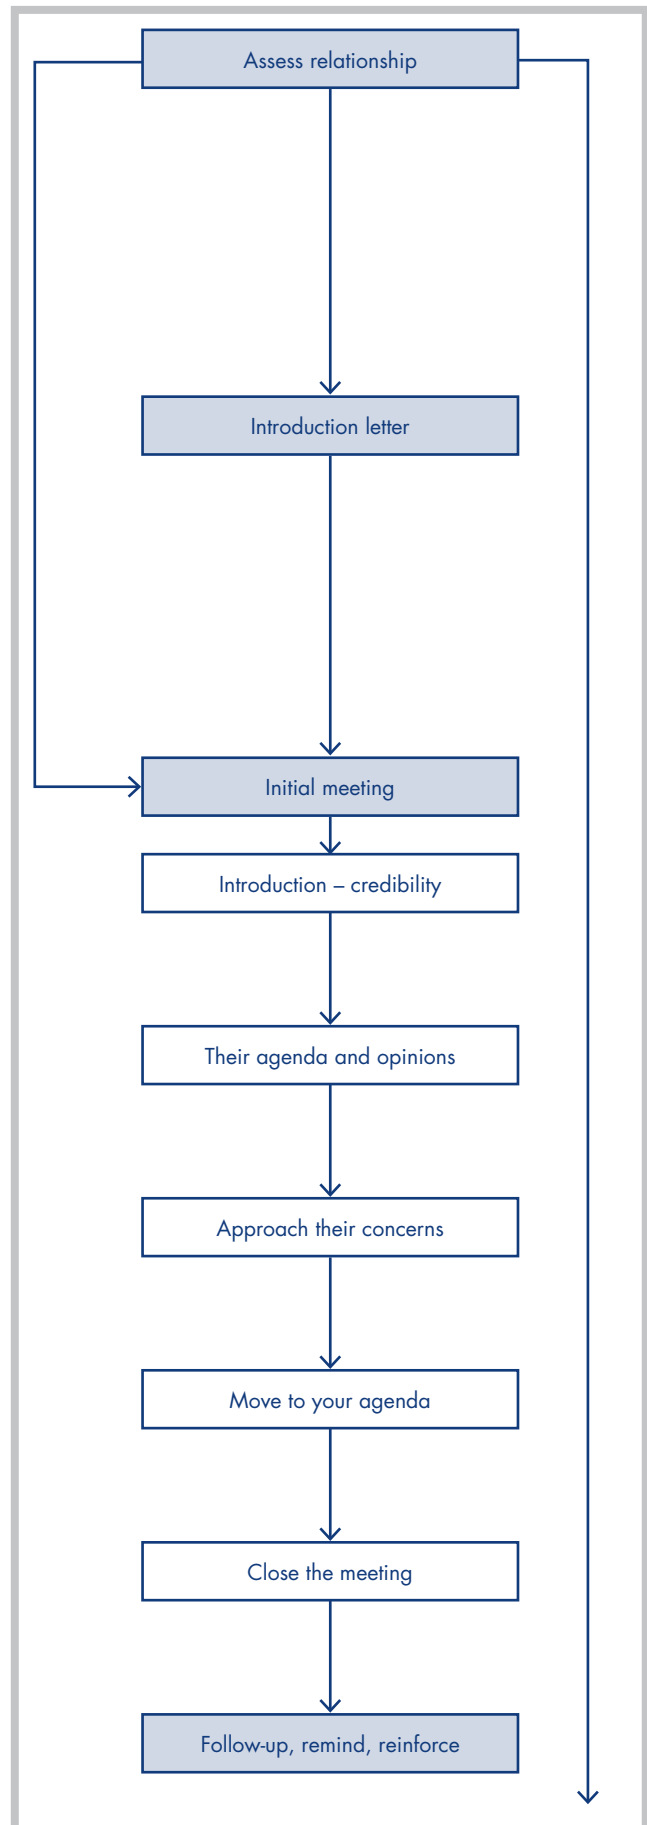 Assess relationship
Introduction letter
Initial meeting
Introduction – credibility
Their agenda and opinions
Approach their concerns
Move to your agenda
Close the meeting
Follow-up, remind, reinforce